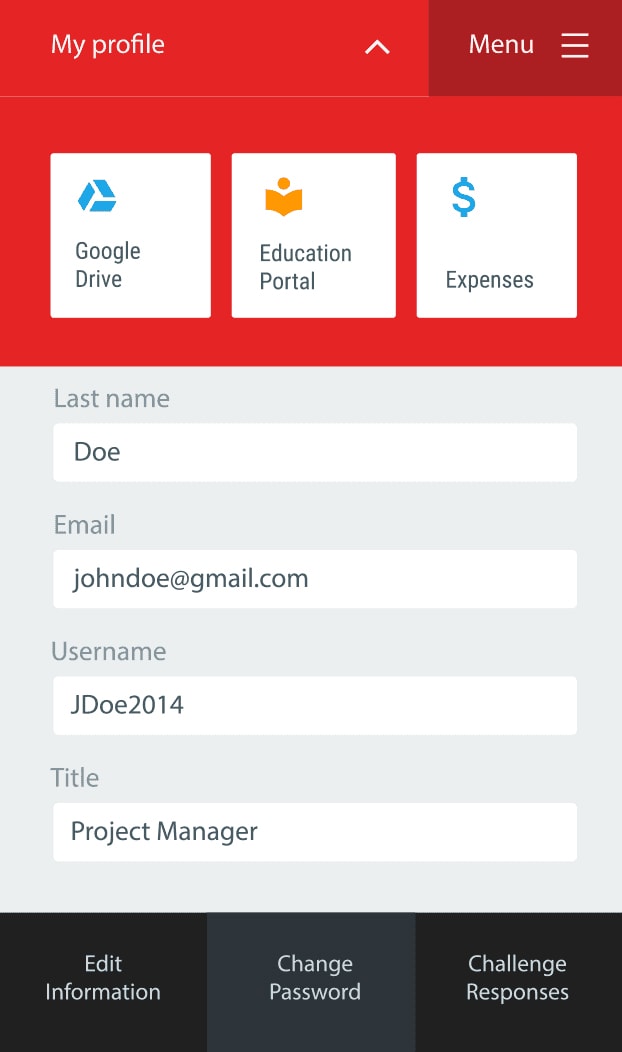 My profile
Menu
Google
Drive
Education
Portal
$
Expenses
Last name
Doe
Email
johndoe@gmail.com
Username
JDoe2014
Title
Project Manager
Edit
Information
Change
Password
Challenge
Responses